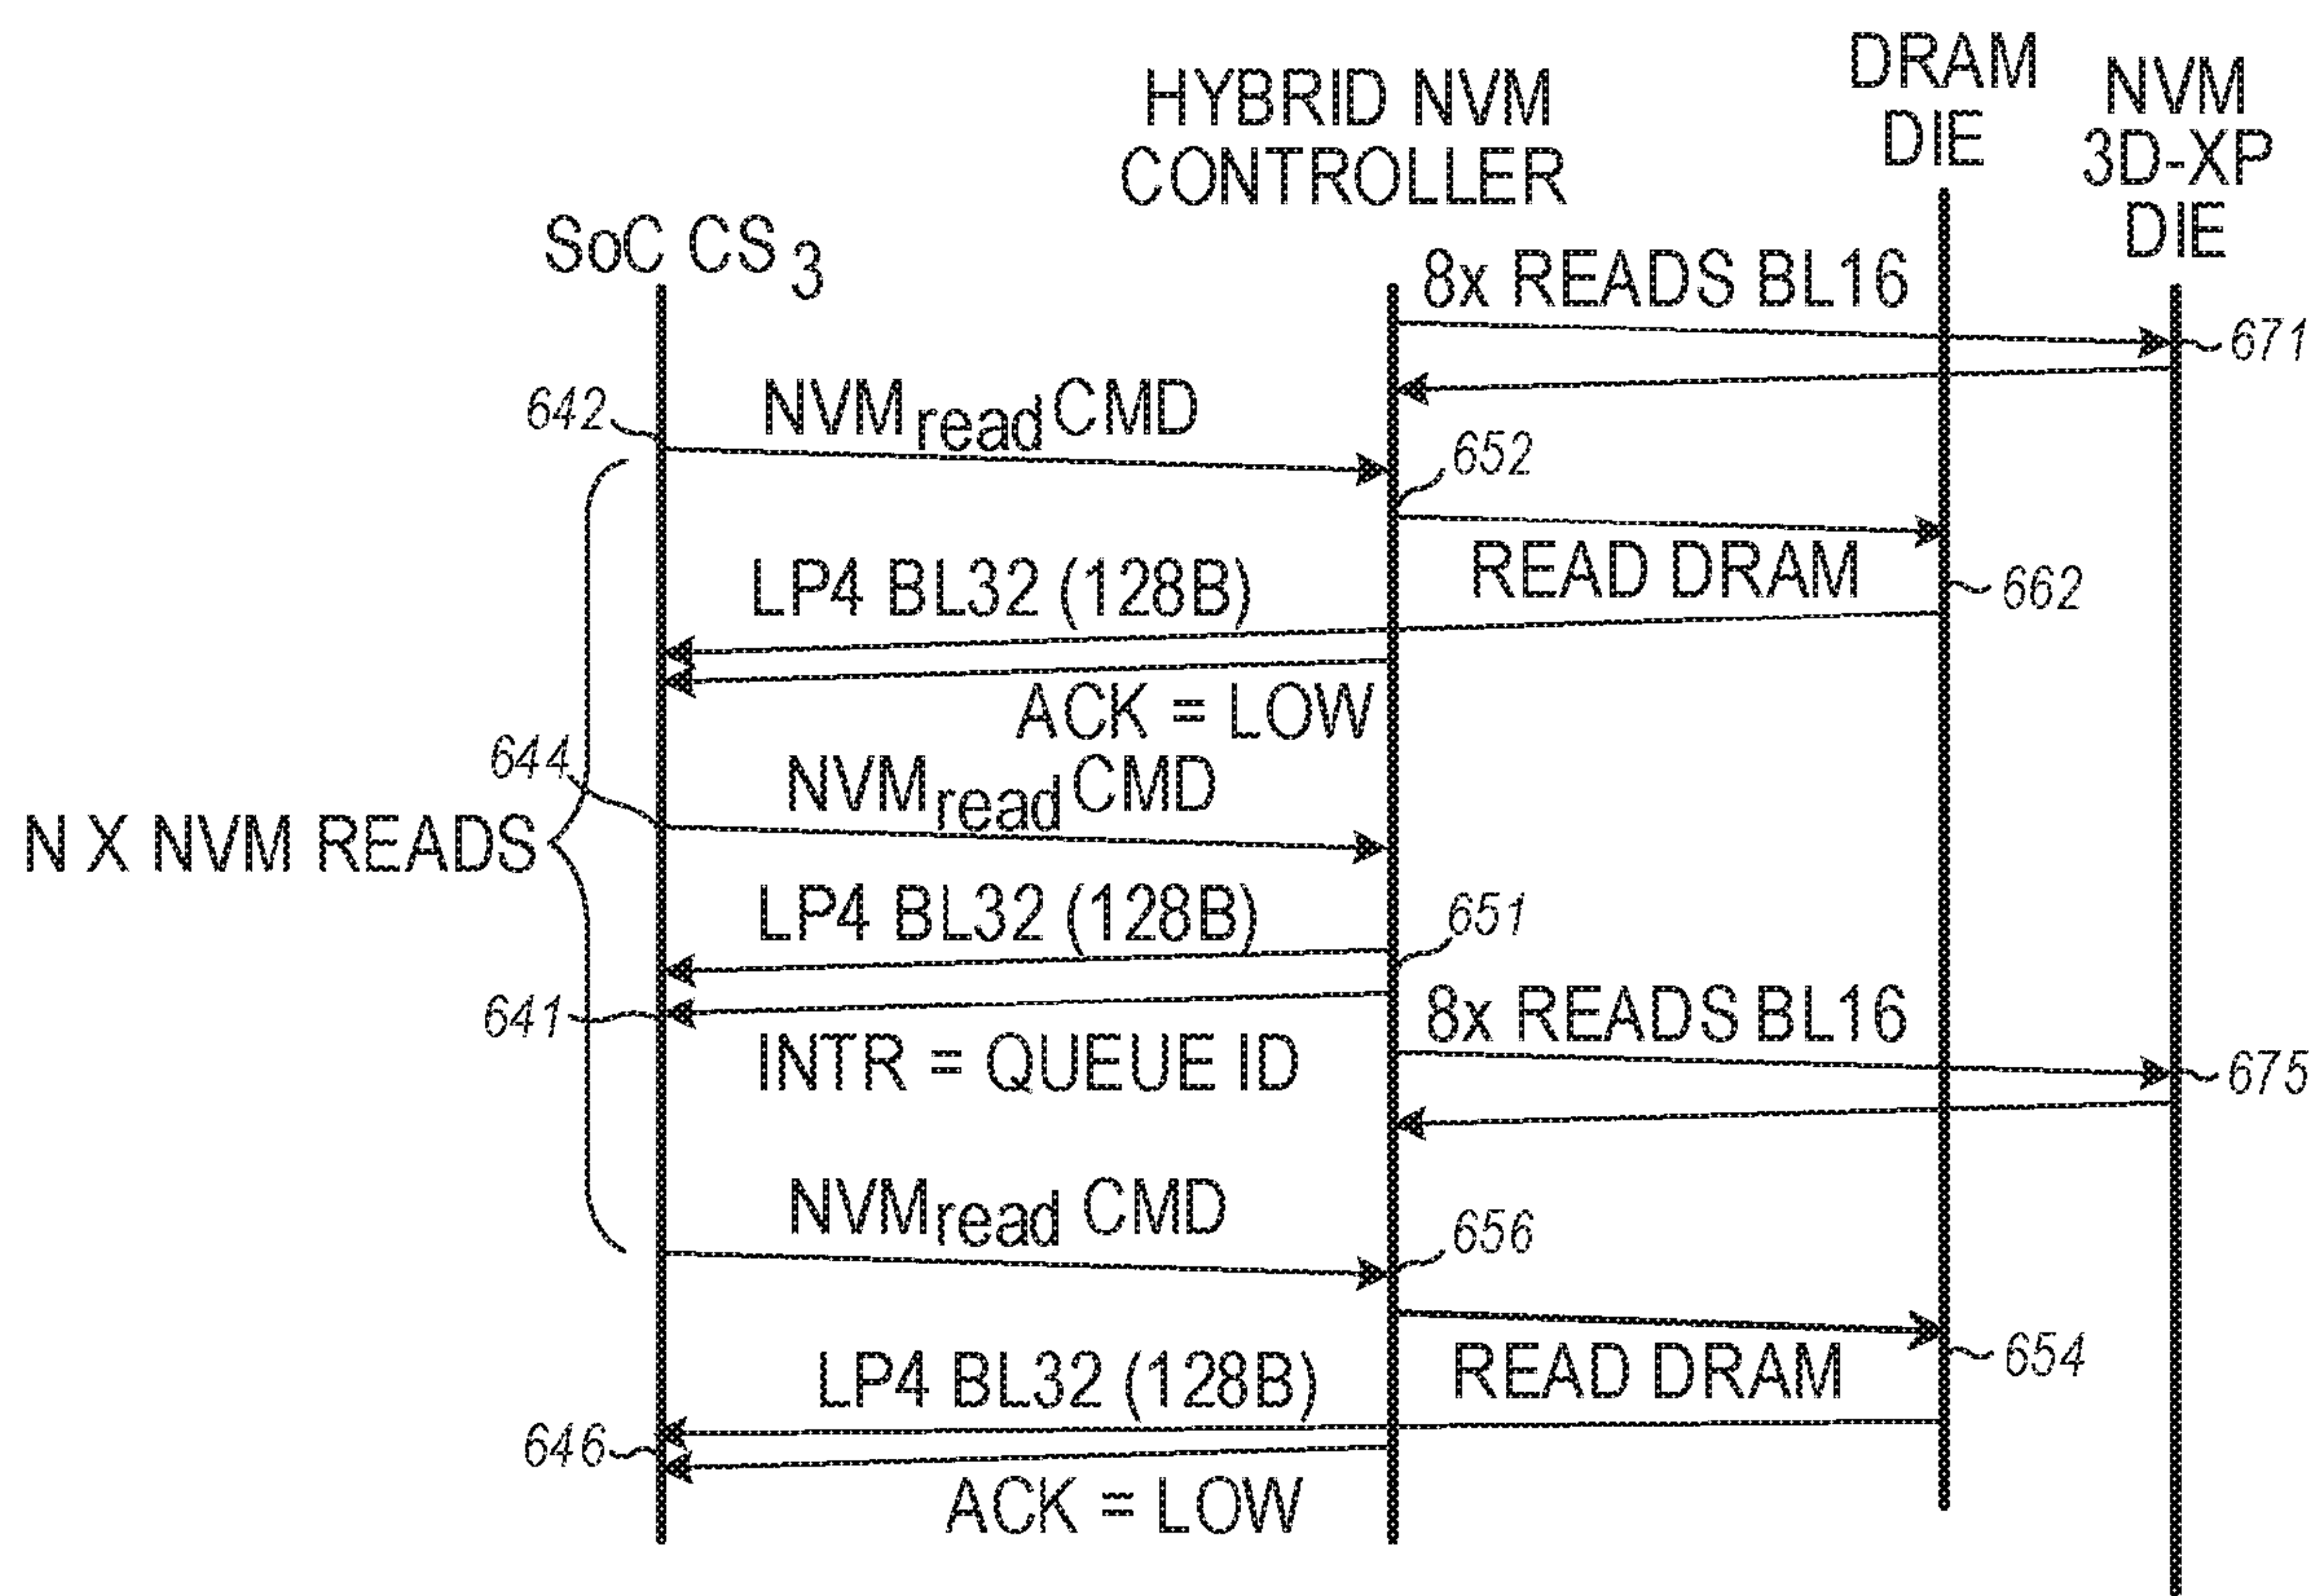 DRAM
DIE
NVM
3D-XP
DIE
HYBRID NVM
CONTROLLER
SoC CS3
8x READS BL16
671
642
NVMread CMD
652
LP4 BL32 (128B)
READ DRAM
662
ACK = LOW
644
NVMread CMD
N X NVM READS
LP4 BL32 (128B)
651
641
8x READS BL16
INTR = QUEUE ID
675
NVMread CMD
656
LP4 BL32 (128B)
READ DRAM
654
646
ACK = LOW